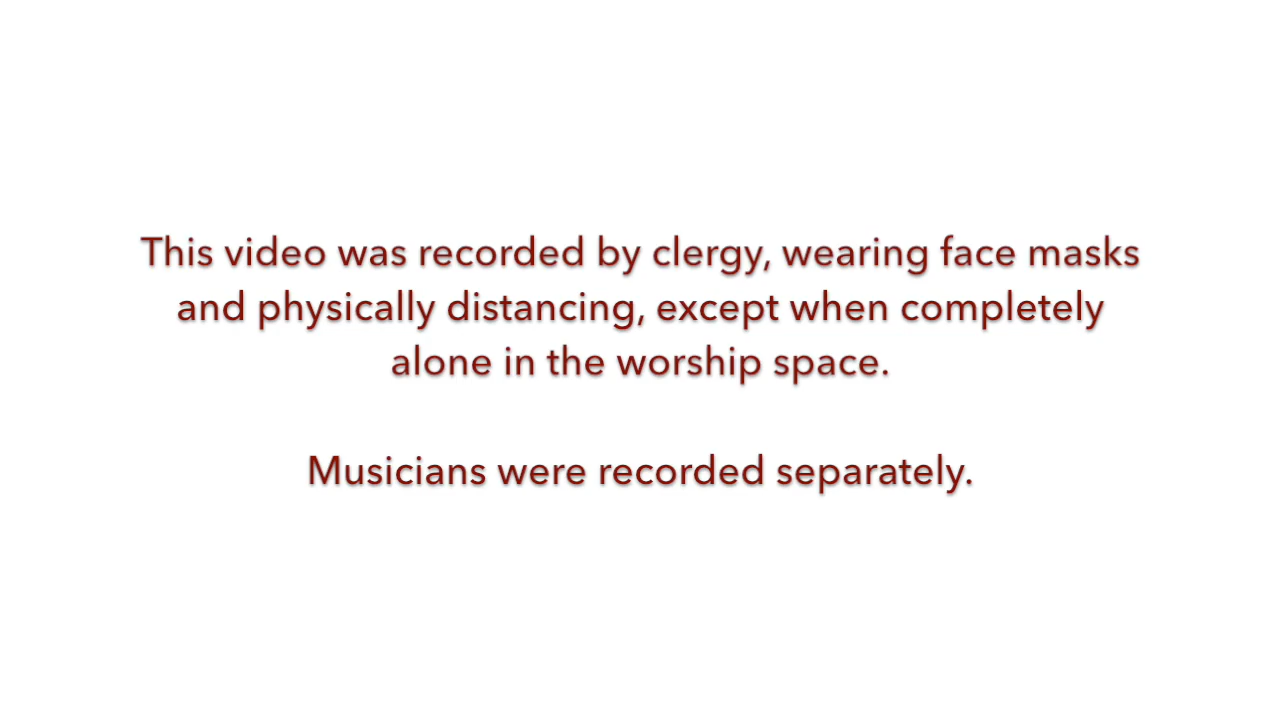 This video was recorded by clergy, wearing face masks
and physically distancing, except when completely
alone in the worship space.
Musicians were recorded separately.